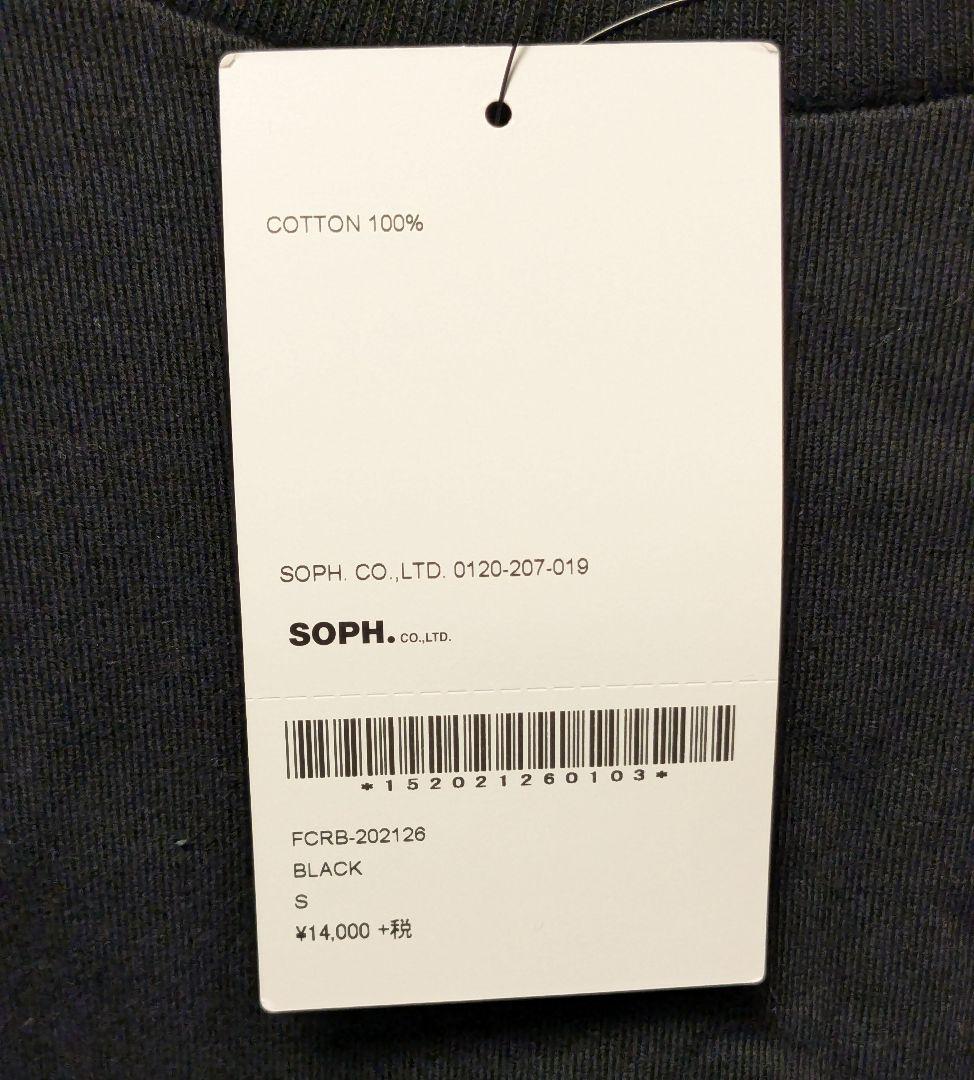 COTTON 100%
SOPH. CO.,LTD. 0120-207-019
SOPH. CO.,LTD.
*152021260103*
FCRB-202126
BLACK
S
¥14,000 +税